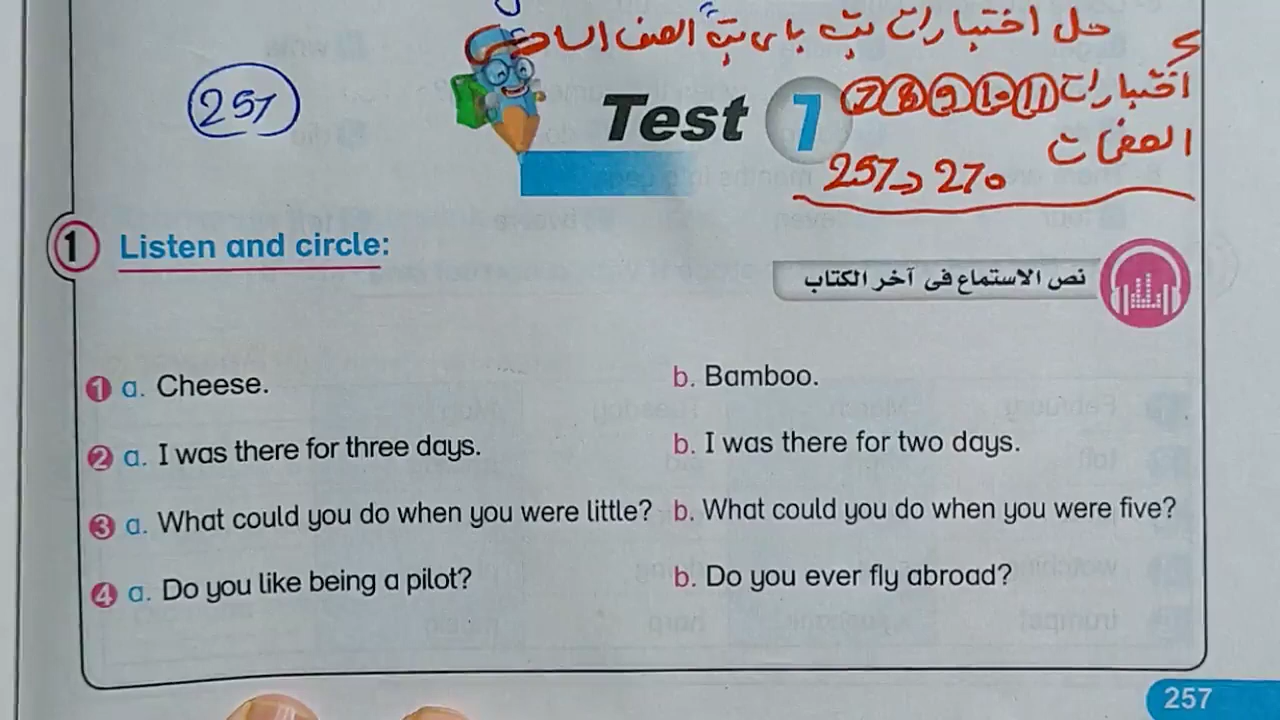 حل اختبارات بت باى بت الصف السادس
257
Test 7
اختبارات 7 8 9 10 11
الصفحات
257 → 270
1 Listen and circle:
نص الاستماع فى آخر الكتاب
1 a. Cheese. b. Bamboo.
2 a. I was there for three days. b. I was there for two days.
3 a. What could you do when you were little? b. What could you do when you were five?
4 a. Do you like being a pilot? b. Do you ever fly abroad?
257